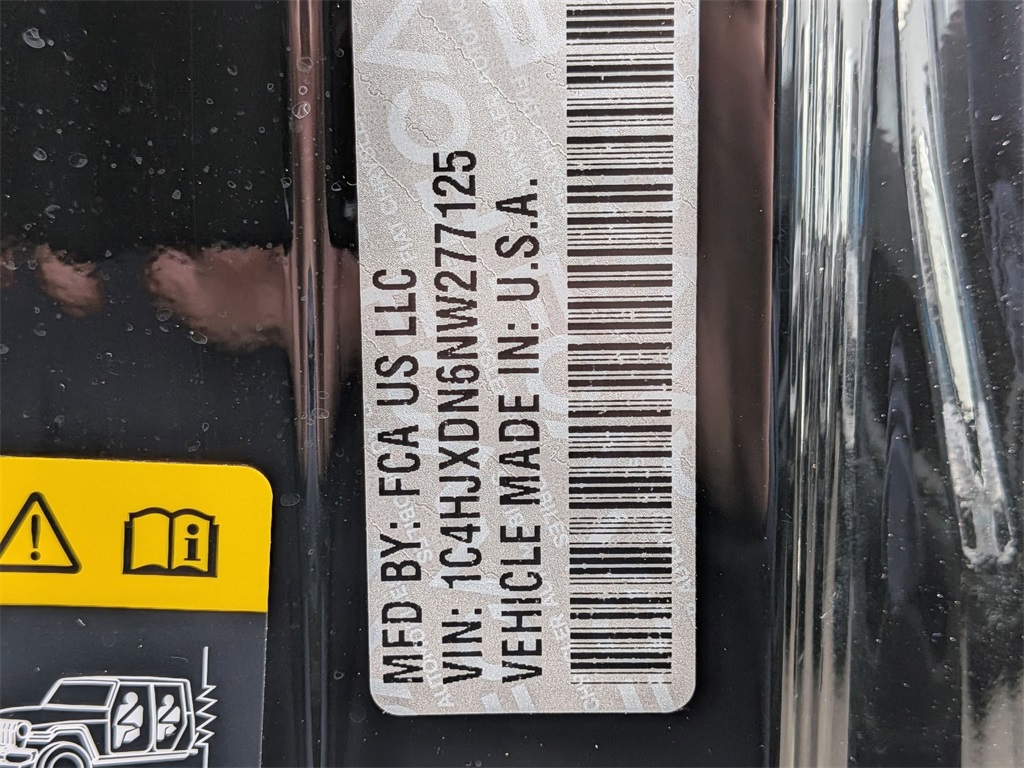 MFD BY: FCA US LLC
VIN: 1C4HJXDN6NW277125
VEHICLE MADE IN: U.S.A.